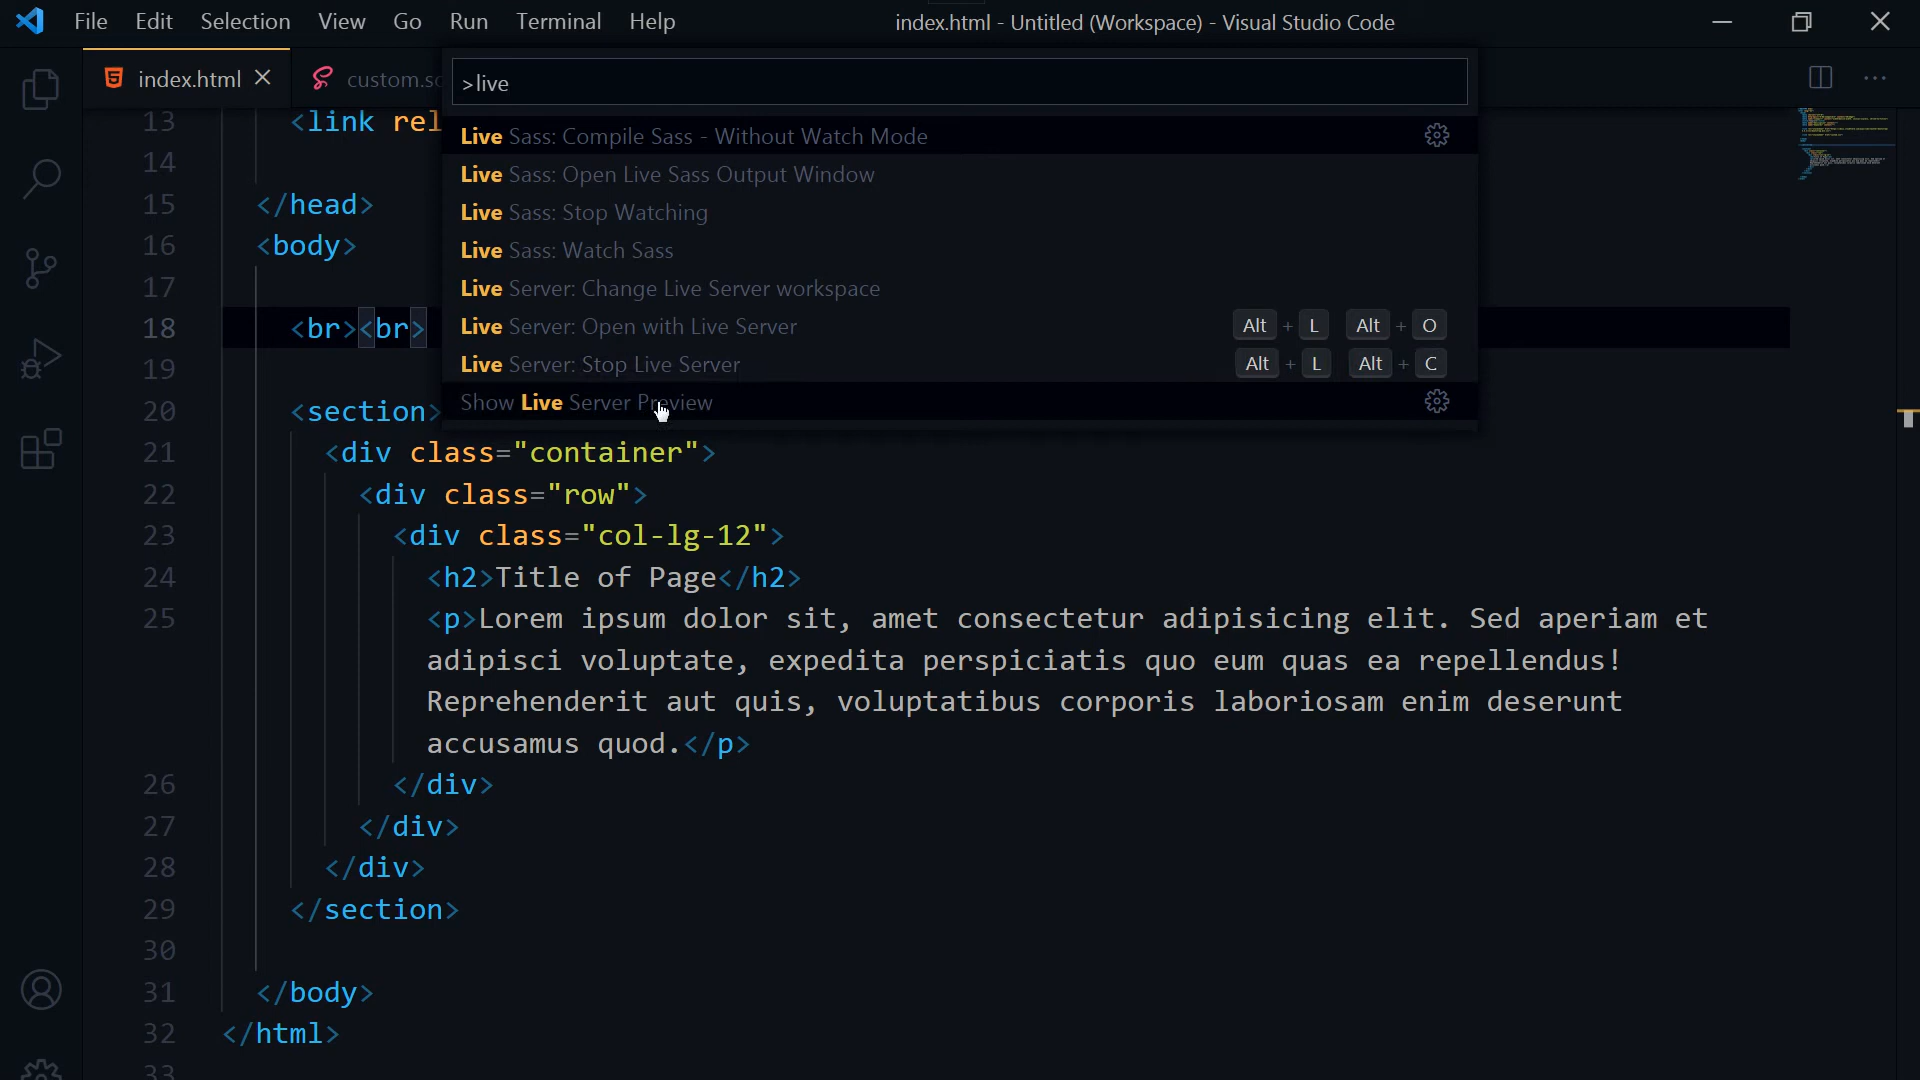 File Edit Selection View Go Run Terminal Help index.html - Untitled (Workspace) - Visual Studio Code
index.html custom.sc
>live
Live Sass: Compile Sass - Without Watch Mode
Live Sass: Open Live Sass Output Window
Live Sass: Stop Watching
Live Sass: Watch Sass
Live Server: Change Live Server workspace
Live Server: Open with Live Server Alt + L Alt + O
Live Server: Stop Live Server Alt + L Alt + C
Show Live Server Preview
13 <link rel
14
15 </head>
16 <body>
17
18 <br><br>
19
20 <section>
21 <div class="container">
22 <div class="row">
23 <div class="col-lg-12">
24 <h2>Title of Page</h2>
25 <p>Lorem ipsum dolor sit, amet consectetur adipisicing elit. Sed aperiam et
adipisci voluptate, expedita perspiciatis quo eum quas ea repellendus!
Reprehenderit aut quis, voluptatibus corporis laboriosam enim deserunt
accusamus quod.</p>
26 </div>
27 </div>
28 </div>
29 </section>
30
31 </body>
32 </html>
33